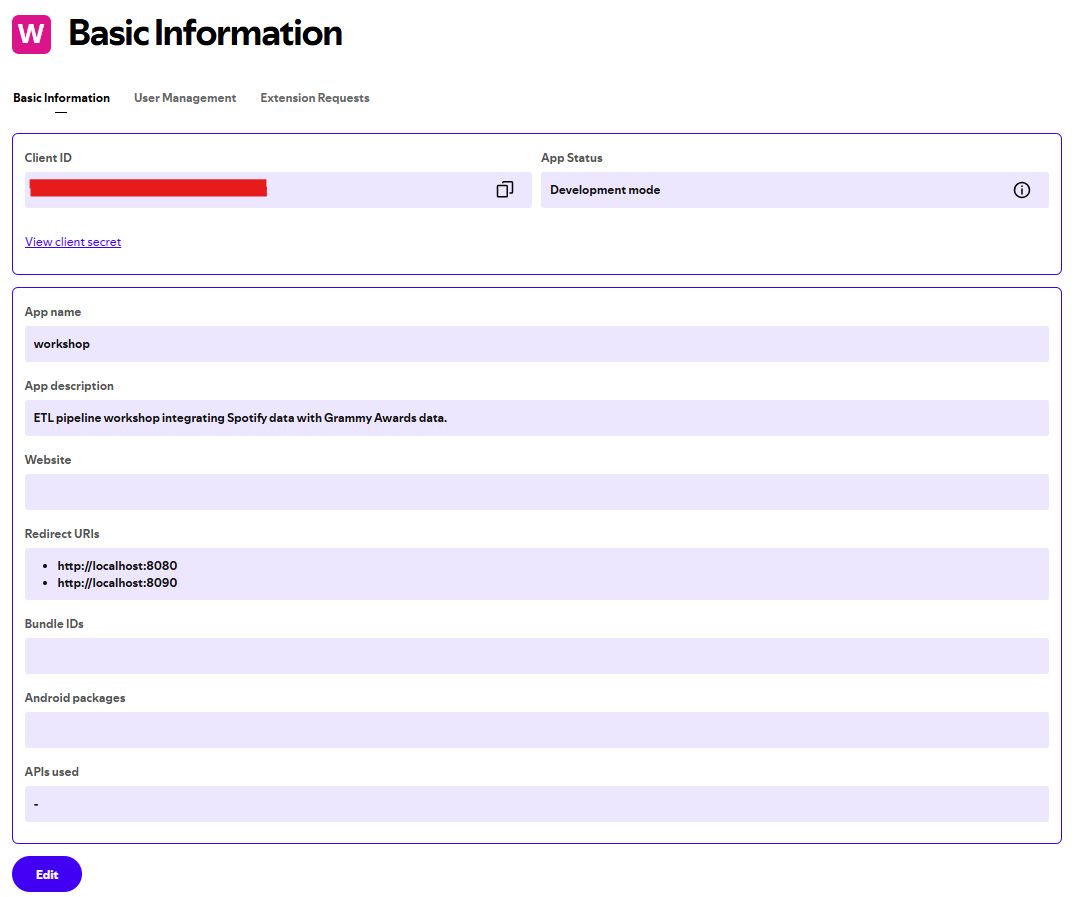 W Basic Information
Basic Information User Management Extension Requests
Client ID App Status
Development mode
View client secret
App name
workshop
App description
ETL pipeline workshop integrating Spotify data with Grammy Awards data.
Website
Redirect URIs
• http://localhost:8080
• http://localhost:8090
Bundle IDs
Android packages
APIs used
-
Edit